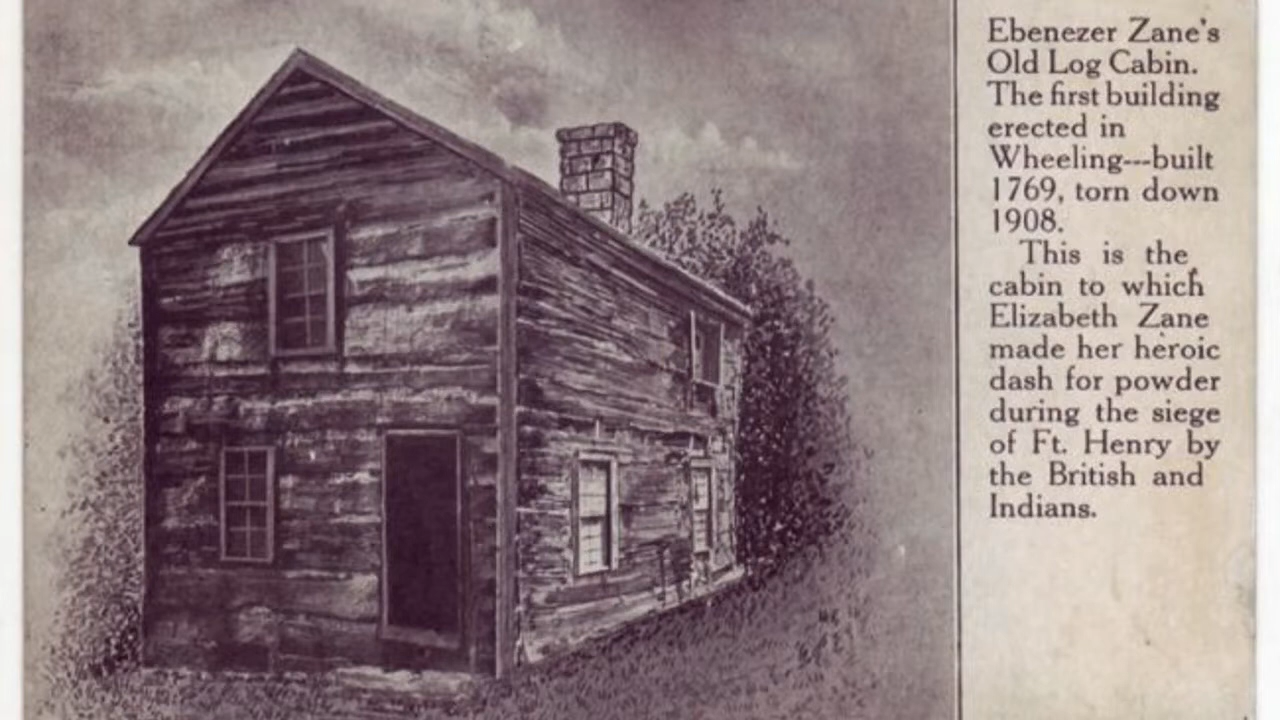 Ebenezer Zane's
Old Log Cabin.
The first building
erected in
Wheeling---built
1769, torn down
1908.
This is the
cabin to which
Elizabeth Zane
made her heroic
dash for powder
during the siege
of Ft. Henry by
the British and
Indians.